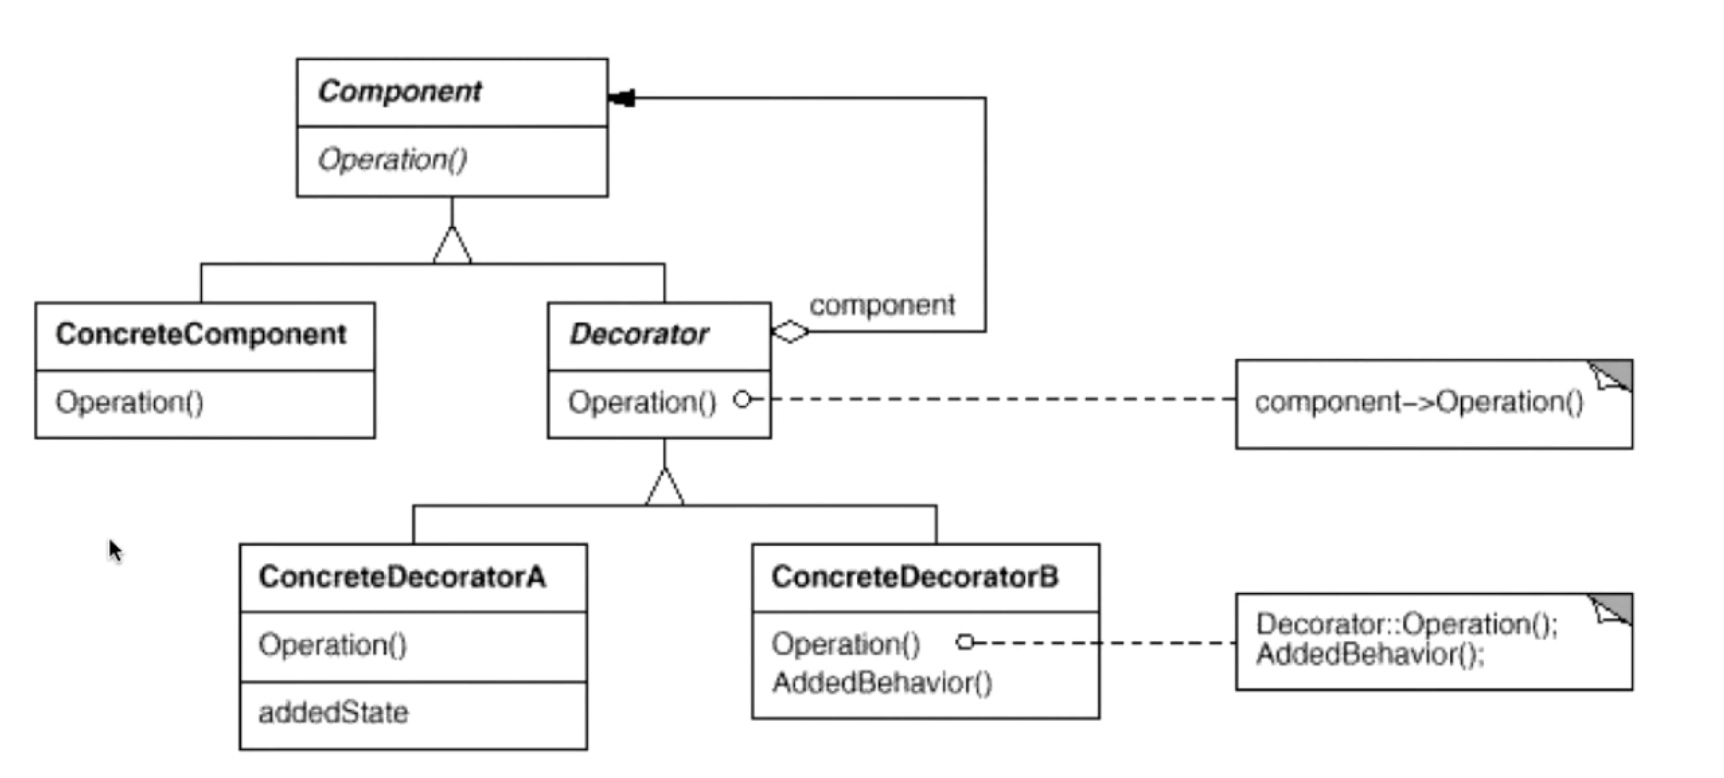 Component
Operation()
component
ConcreteComponent
Decorator
Operation()
Operation()
component–>Operation()
ConcreteDecoratorA
ConcreteDecoratorB
Operation()
Operation()
AddedBehavior()
addedState
Decorator::Operation();
AddedBehavior();